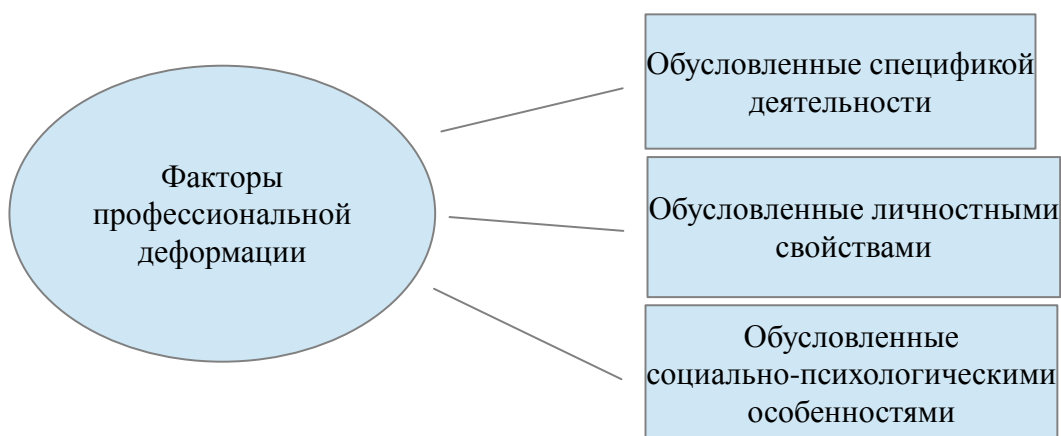 Факторы
профессиональной
деформации
Обусловленные спецификой
деятельности
Обусловленные личностными
свойствами
Обусловленные
социально-психологическими
особенностями